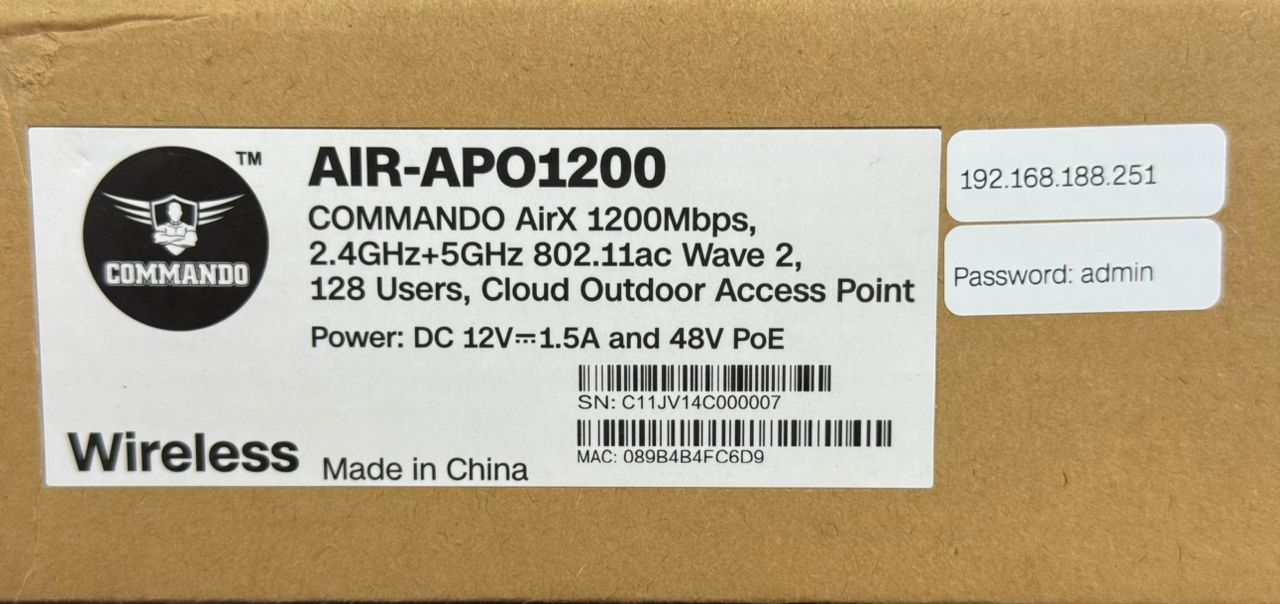 COMMANDO
TM
AIR-APO1200
COMMANDO AirX 1200Mbps,
2.4GHz+5GHz 802.11ac Wave 2,
128 Users, Cloud Outdoor Access Point
Power: DC 12V⎓1.5A and 48V PoE
SN: C11JV14C000007
MAC: 089B4B4FC6D9
Wireless
Made in China
192.168.188.251
Password: admin